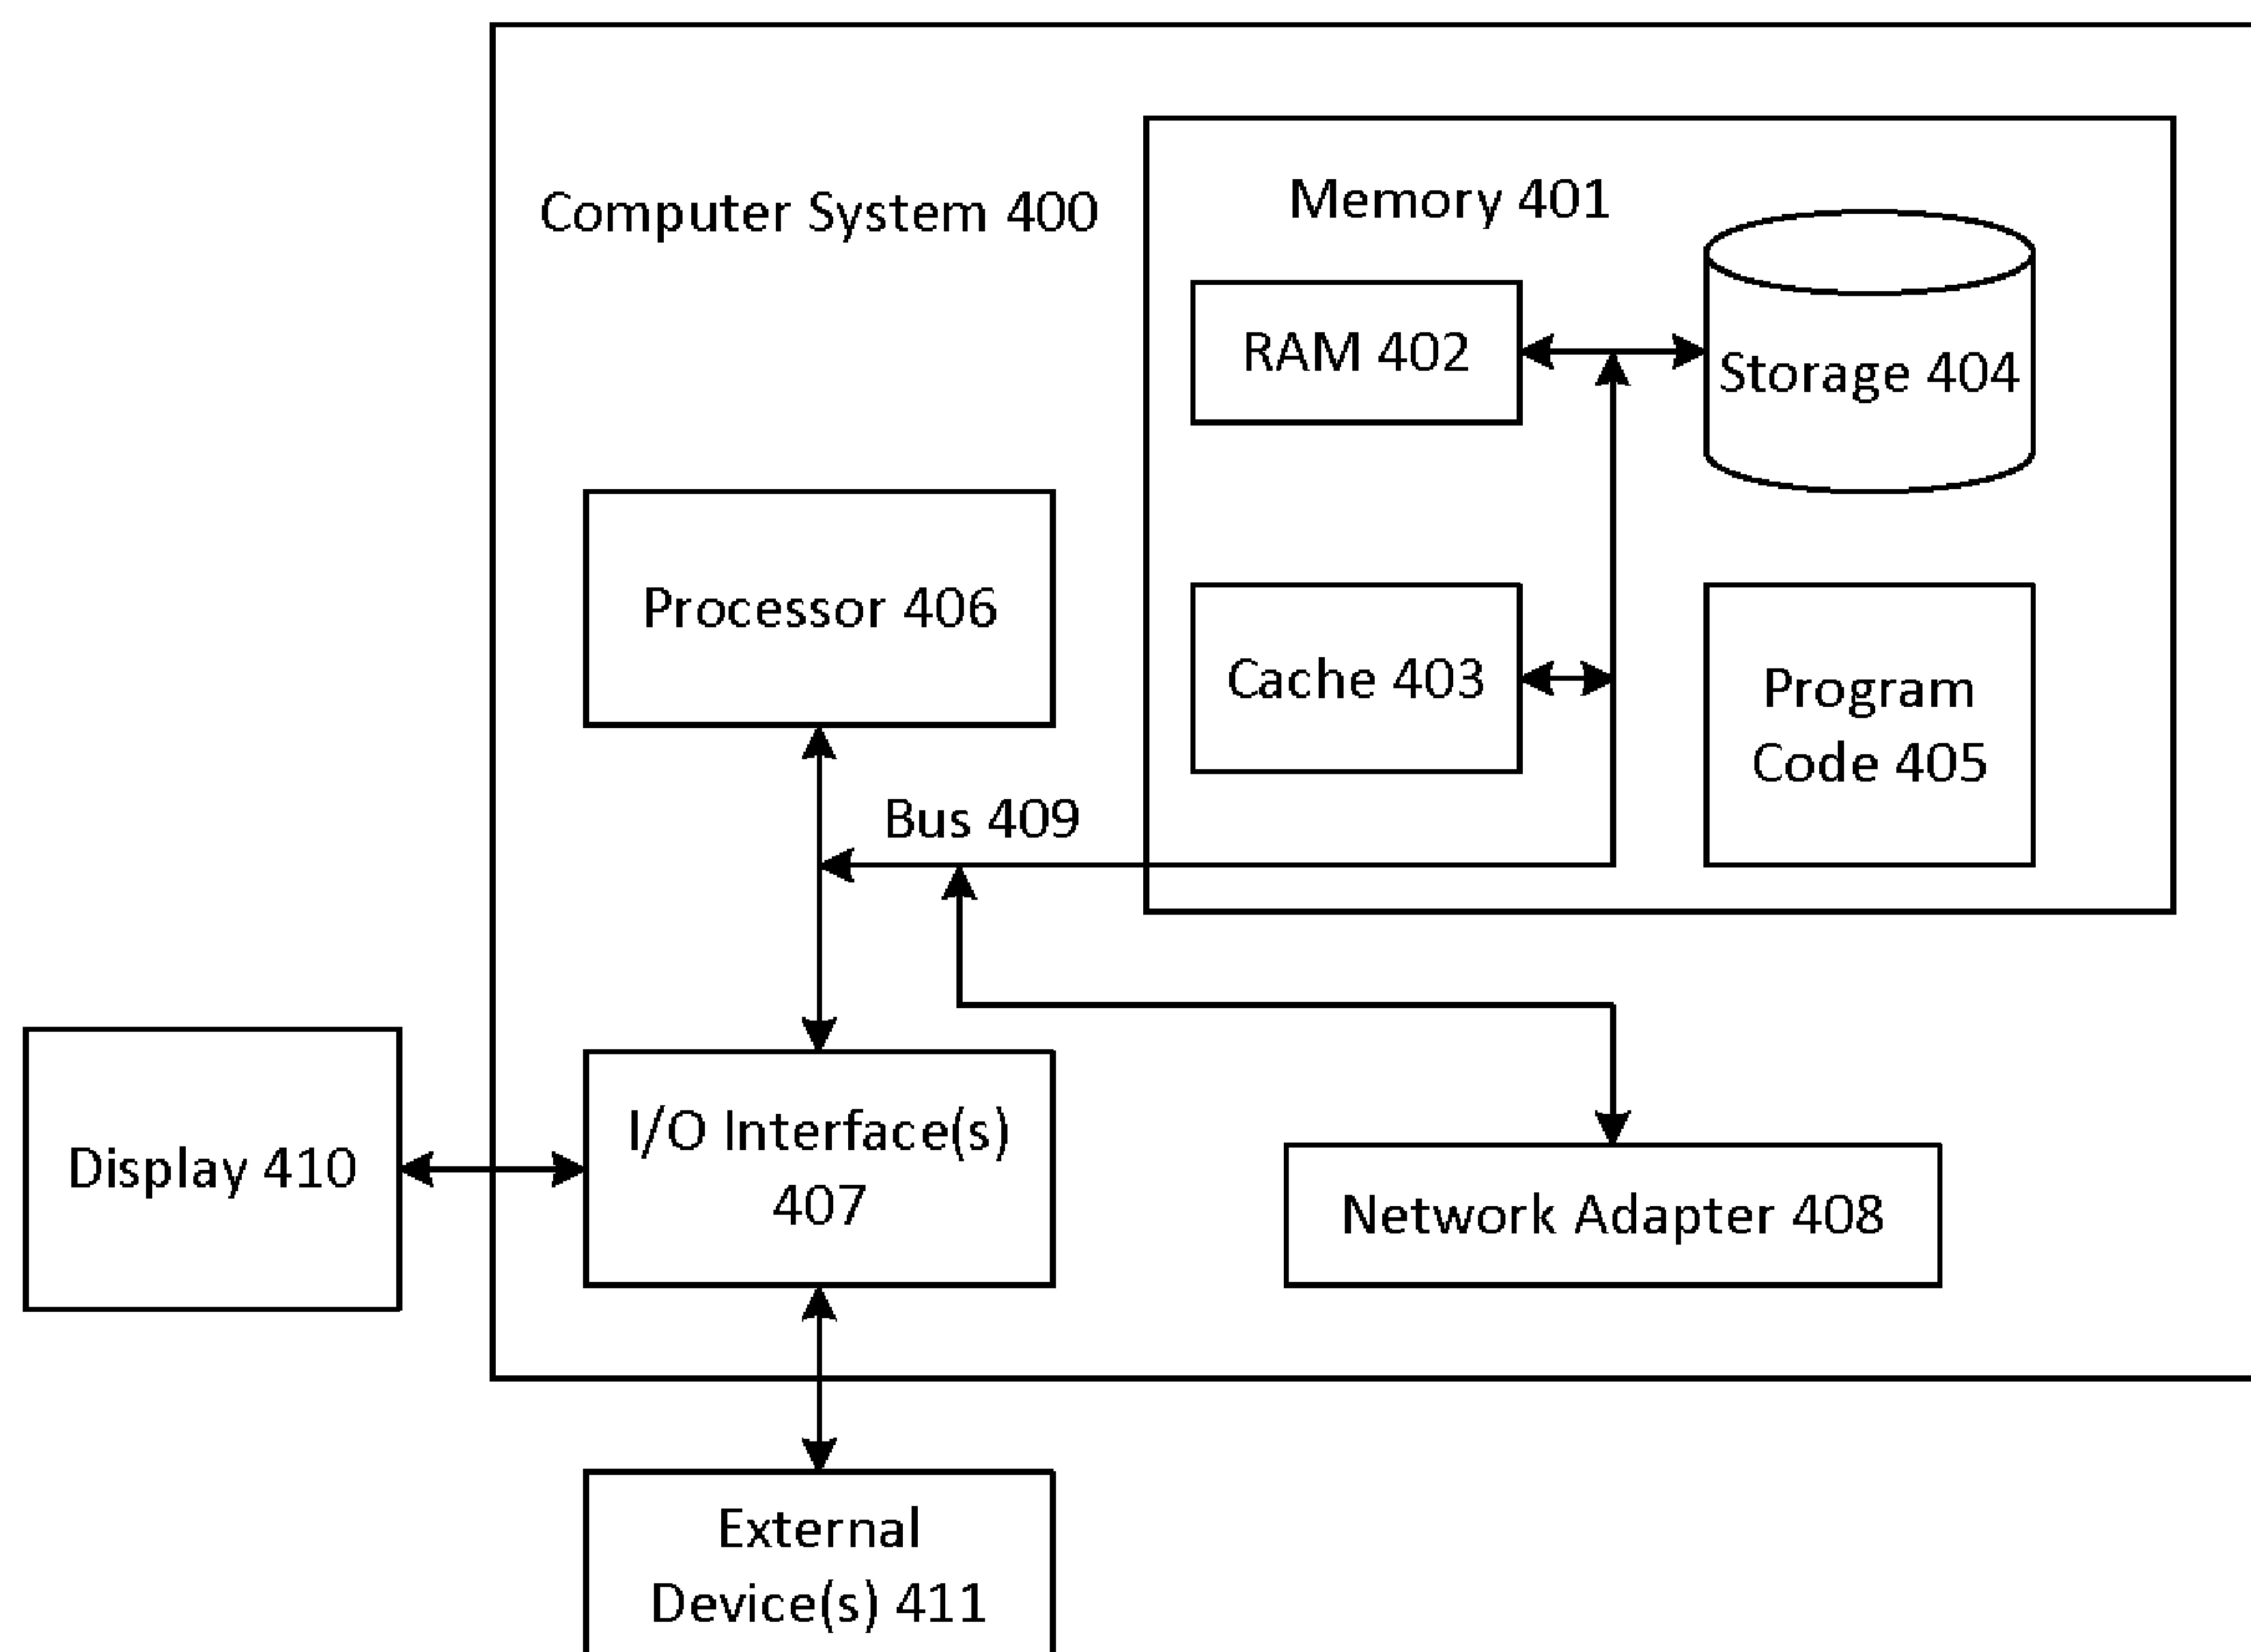 Computer System 400
Memory 401
RAM 402
Storage 404
Processor 406
Cache 403
Program
Code 405
Bus 409
Display 410
I/O Interface(s)
407
Network Adapter 408
External
Device(s) 411